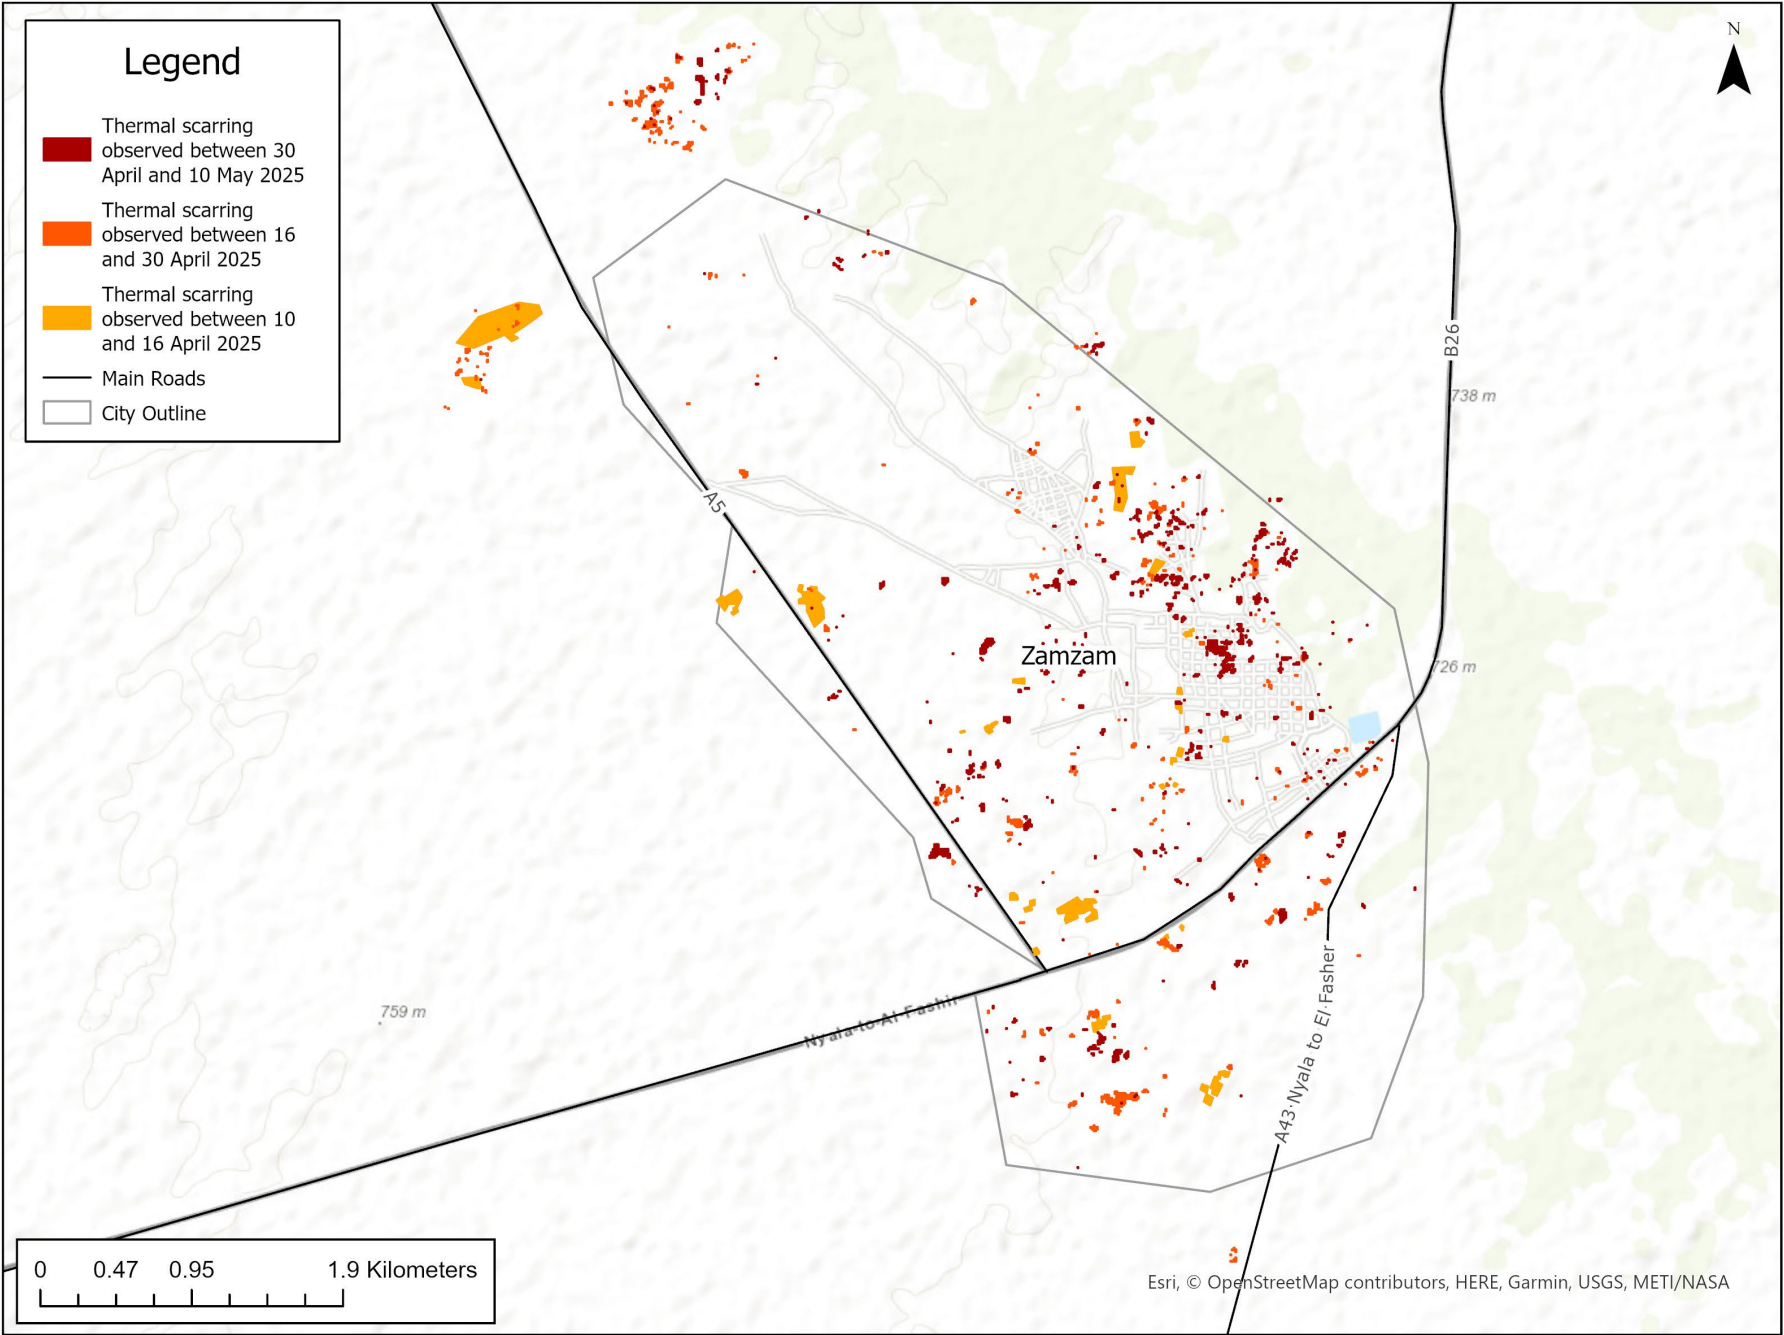 Legend
Thermal scarring
observed between 30
April and 10 May 2025
Thermal scarring
observed between 16
and 30 April 2025
Thermal scarring
observed between 10
and 16 April 2025
Main Roads
City Outline
N
B26
738 m
A5
Zamzam
726 m
759 m
Nyala-to-Al-Fashir
A43·Nyala to El·Fasher
0 0.47 0.95 1.9 Kilometers
Esri, © OpenStreetMap contributors, HERE, Garmin, USGS, METI/NASA